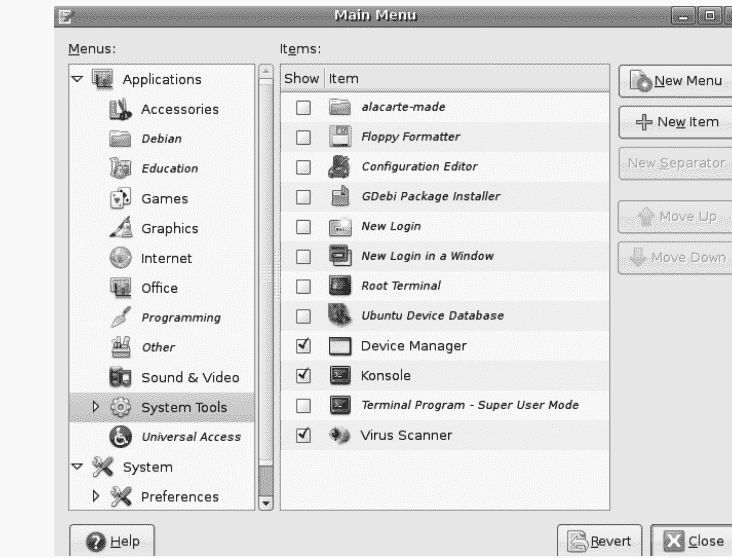 Main Menu
Menus:
Items:
Applications
Accessories
Debian
Education
Games
Graphics
Internet
Office
Programming
Other
Sound & Video
System Tools
Universal Access
System
Preferences
Show Item
alacarte-made
Floppy Formatter
Configuration Editor
GDebi Package Installer
New Login
New Login in a Window
Root Terminal
Ubuntu Device Database
Device Manager
Konsole
Terminal Program - Super User Mode
Virus Scanner
New Menu
New Item
New Separator
Move Up
Move Down
Help
Revert
Close